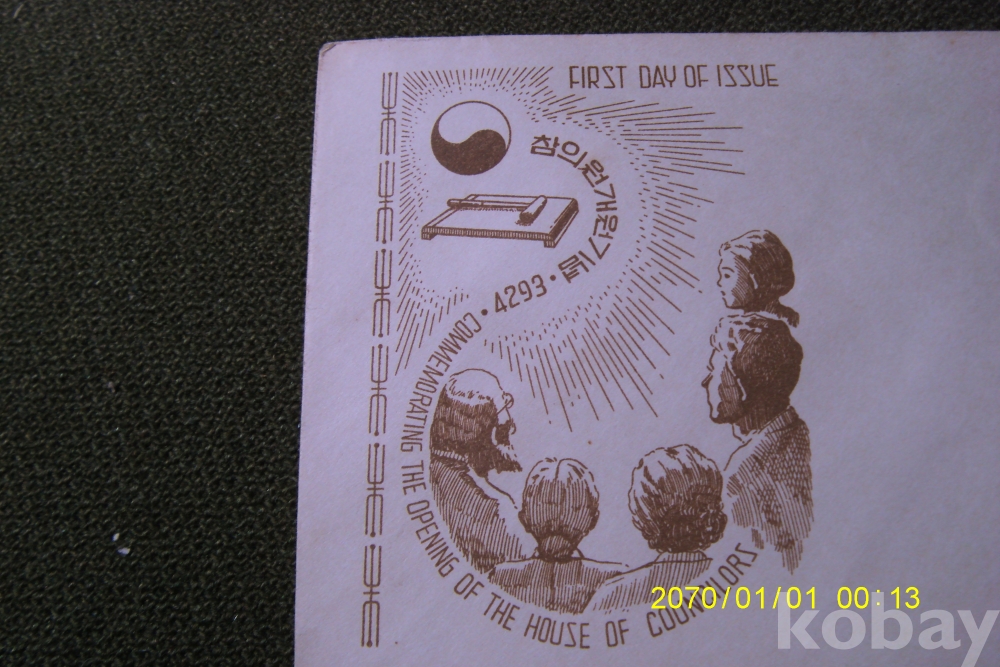 FIRST DAY OF ISSUE
참의원개원기념
·4293·
COMMEMORATING THE OPENING OF THE HOUSE OF COUNCILORS
2070/01/01 00:13
kobay